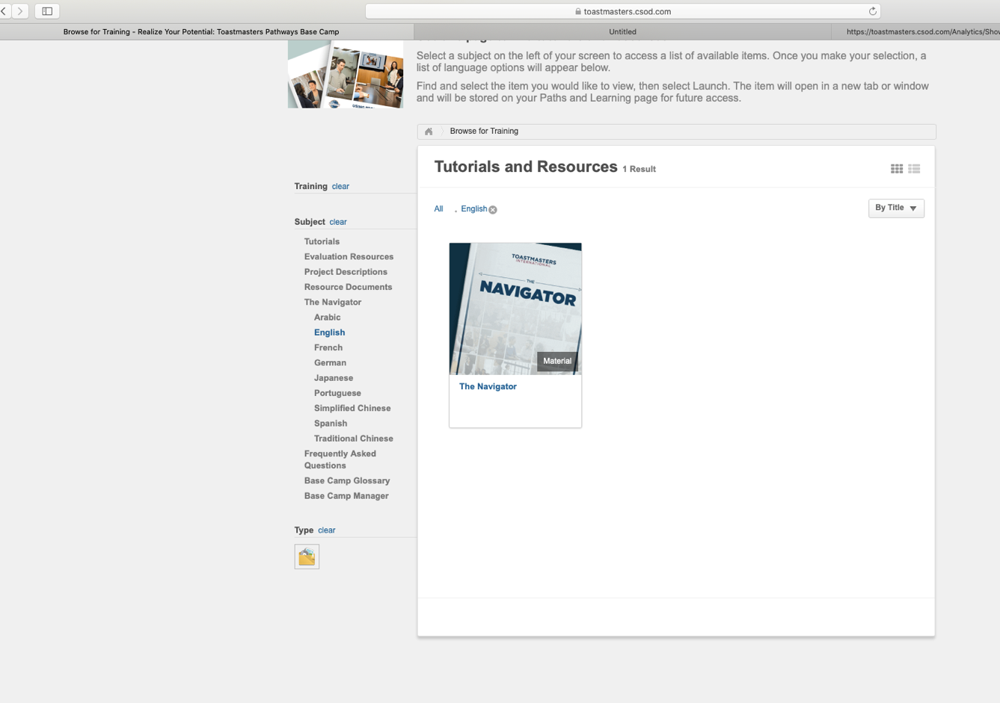 toastmasters.csod.com
Browse for Training - Realize Your Potential: Toastmasters Pathways Base Camp
Untitled
https://toastmasters.csod.com/Analytics/Show
Select a subject on the left of your screen to access a list of available items. Once you make your selection, a
list of language options will appear below.
Find and select the item you would like to view, then select Launch. The item will open in a new tab or window
and will be stored on your Paths and Learning page for future access.
Browse for Training
Tutorials and Resources 1 Result
Training clear
All
English
By Title
Subject clear
Tutorials
Evaluation Resources
Project Descriptions
Resource Documents
The Navigator
Arabic
English
French
German
Japanese
Portuguese
Simplified Chinese
Spanish
Traditional Chinese
Frequently Asked
Questions
Base Camp Glossary
Base Camp Manager
Type clear
TOASTMASTERS
INTERNATIONAL
THE
NAVIGATOR
Material
The Navigator